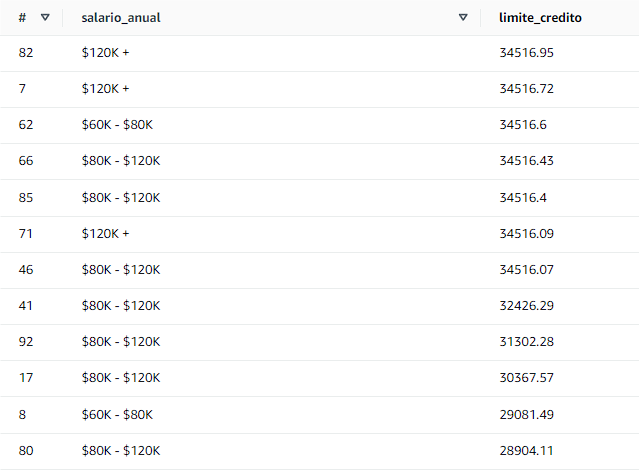 # salario_anual limite_credito
82 $120K + 34516.95
7 $120K + 34516.72
62 $60K - $80K 34516.6
66 $80K - $120K 34516.43
85 $80K - $120K 34516.4
71 $120K + 34516.09
46 $80K - $120K 34516.07
41 $80K - $120K 32426.29
92 $80K - $120K 31302.28
17 $80K - $120K 30367.57
8 $60K - $80K 29081.49
80 $80K - $120K 28904.11